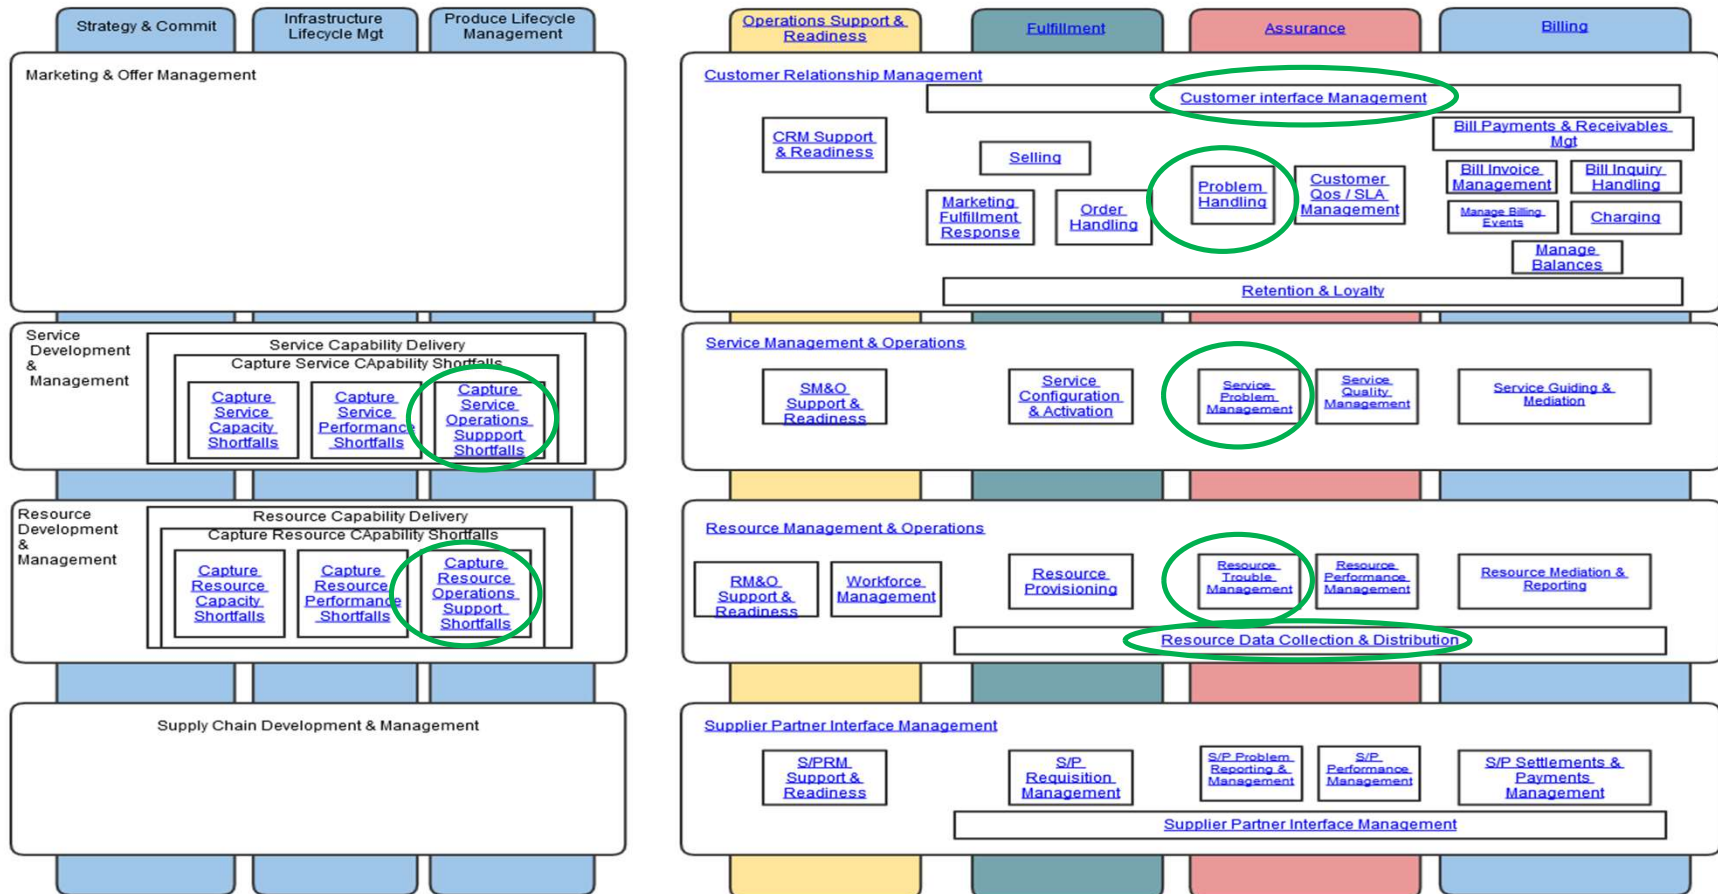 Strategy & Commit
Infrastructure
Lifecycle Mgt
Produce Lifecycle
Management
Operations Support &
Readiness
Fulfillment
Assurance
Billing
Marketing & Offer Management
Customer Relationship Management
Customer interface Management
CRM Support
& Readiness
Selling
Marketing
Fulfillment
Response
Order
Handling
Problem
Handling
Customer
Qos / SLA
Management
Bill Payments & Receivables
Mgt
Bill Invoice
Management
Bill Inquiry
Handling
Manage Billing
Events
Charging
Manage
Balances
Retention & Loyalty
Service
Development
&
Management
Service Capability Delivery
Capture Service CApability Shortfalls
Capture
Service
Capacity
Shortfalls
Capture
Service
Performance
Shortfalls
Capture
Service
Operations
Suppport
Shortfalls
Service Management & Operations
SM&O
Support &
Readiness
Service
Configuration
& Activation
Service
Problem
Management
Service
Quality
Management
Service Guiding &
Mediation
Resource
Development
&
Management
Resource Capability Delivery
Capture Resource CApability Shortfalls
Capture
Resource
Capacity
Shortfalls
Capture
Resource
Performance
Shortfalls
Capture
Resource
Operations
Support
Shortfalls
Resource Management & Operations
RM&O
Support &
Readiness
Workforce
Management
Resource
Provisioning
Resource
Trouble
Management
Resource
Performance
Management
Resource Mediation &
Reporting
Resource Data Collection & Distribution
Supply Chain Development & Management
Supplier Partner Interface Management
S/PRM
Support &
Readiness
S/P
Requisition
Management
S/P Problem
Reporting &
Management
S/P
Performance
Management
S/P Settlements &
Payments
Management
Supplier Partner Interface Management